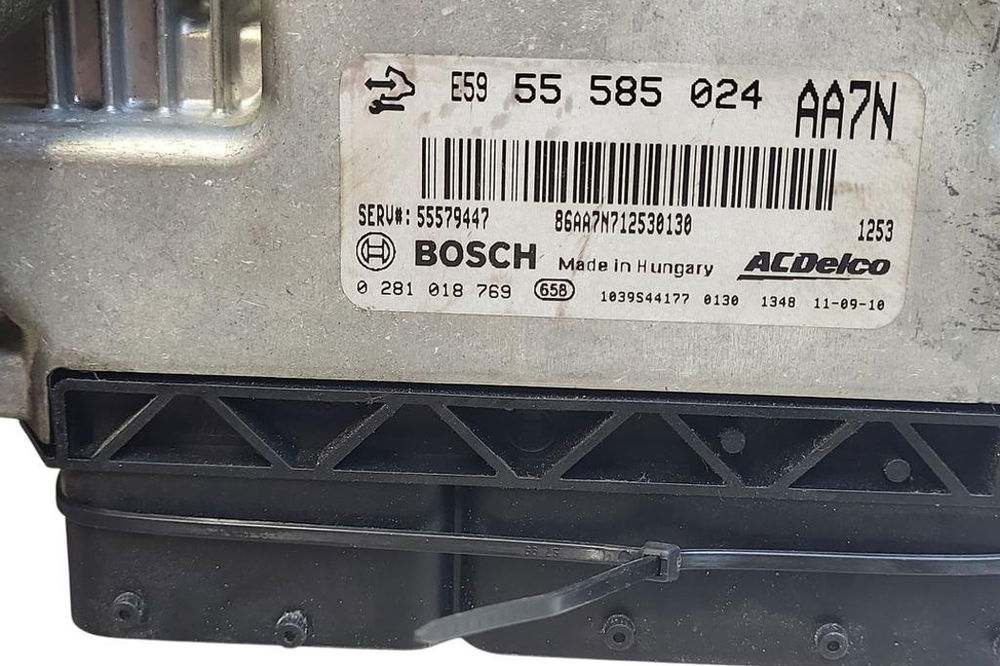 E59 55 585 024 AA7N
SERV#: 55579447 86AA7N712530130 1253
BOSCH Made in Hungary ACDelco
0 281 018 769 658 1039S44177 0130 1348 11-09-10